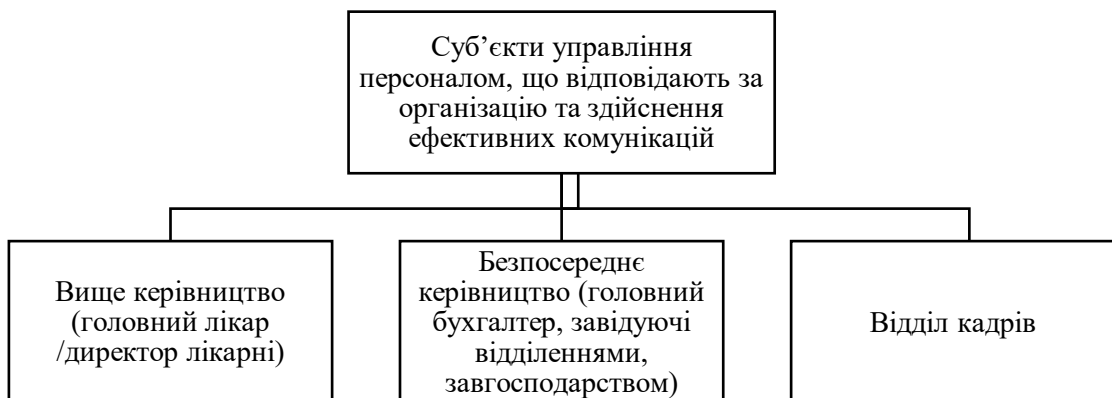 Суб’єкти управління
персоналом, що відповідають за
організацію та здійснення
ефективних комунікацій
Вище керівництво
(головний лікар
/директор лікарні)
Безпосереднє
керівництво (головний
бухгалтер, завідуючі
відділеннями,
завгосподарством)
Відділ кадрів